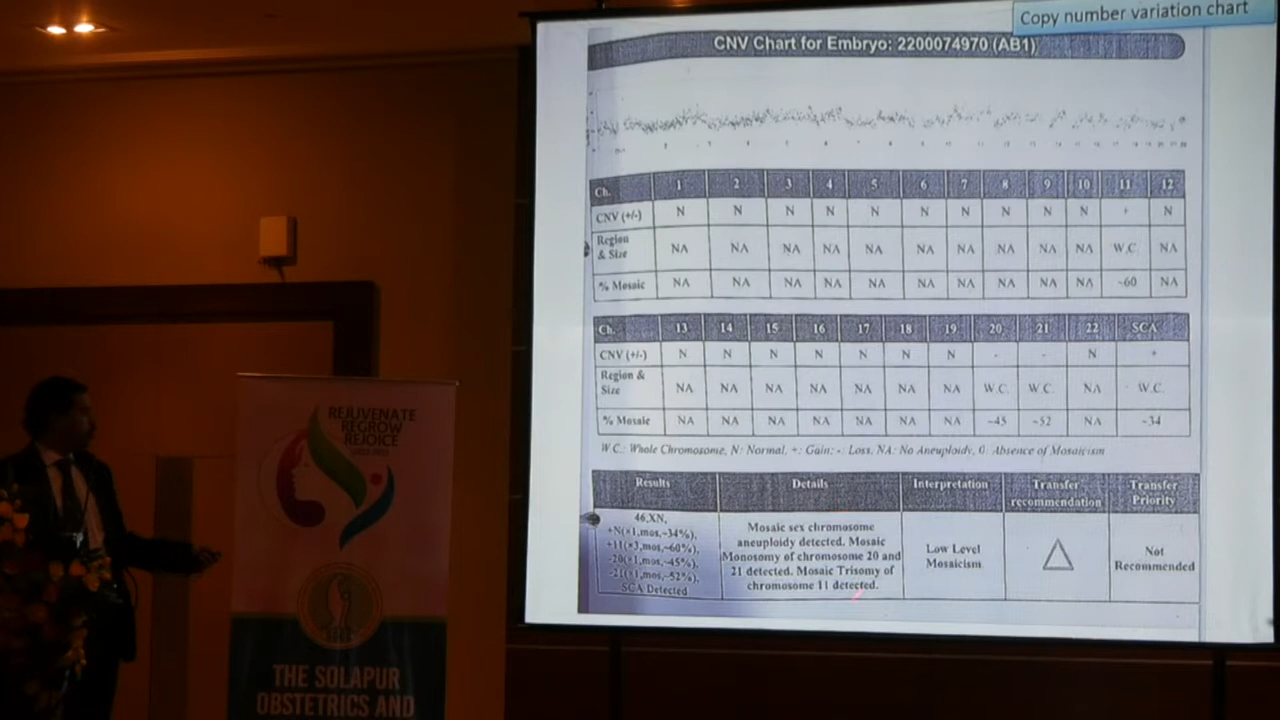 Copy number variation chart
CNV Chart for Embryo: 2200074970 (AB1)
Ch. 1 2 3 4 5 6 7 8 9 10 11 12
CNV (+/-) N N N N N N N N N N + N
Region & Size NA NA NA NA NA NA NA NA NA NA W.C. NA
% Mosaic NA NA NA NA NA NA NA NA NA NA ~60 NA
Ch. 13 14 15 16 17 18 19 20 21 22 SCA
CNV (+/-) N N N N N N N - - N +
Region & Size NA NA NA NA NA NA NA W.C. W.C. NA W.C.
% Mosaic NA NA NA NA NA NA NA ~45 ~52 NA ~34
W.C.: Whole Chromosome, N: Normal, +: Gain; -: Loss, NA: No Aneuploidy, 0: Absence of Mosaicism
Results Details Interpretation Transfer recommendation Transfer Priority
46,XN,
+N(×1,mos,~34%),
+11(×3,mos,~60%),
-20(×1,mos,~45%),
-21(×1,mos,~52%),
SCA Detected
Mosaic sex chromosome
aneuploidy detected. Mosaic
Monosomy of chromosome 20 and
21 detected. Mosaic Trisomy of
chromosome 11 detected.
Low Level
Mosaicism
Not
Recommended
REJUVENATE
REGROW
REJOICE
THE SOLAPUR
OBSTETRICS AND